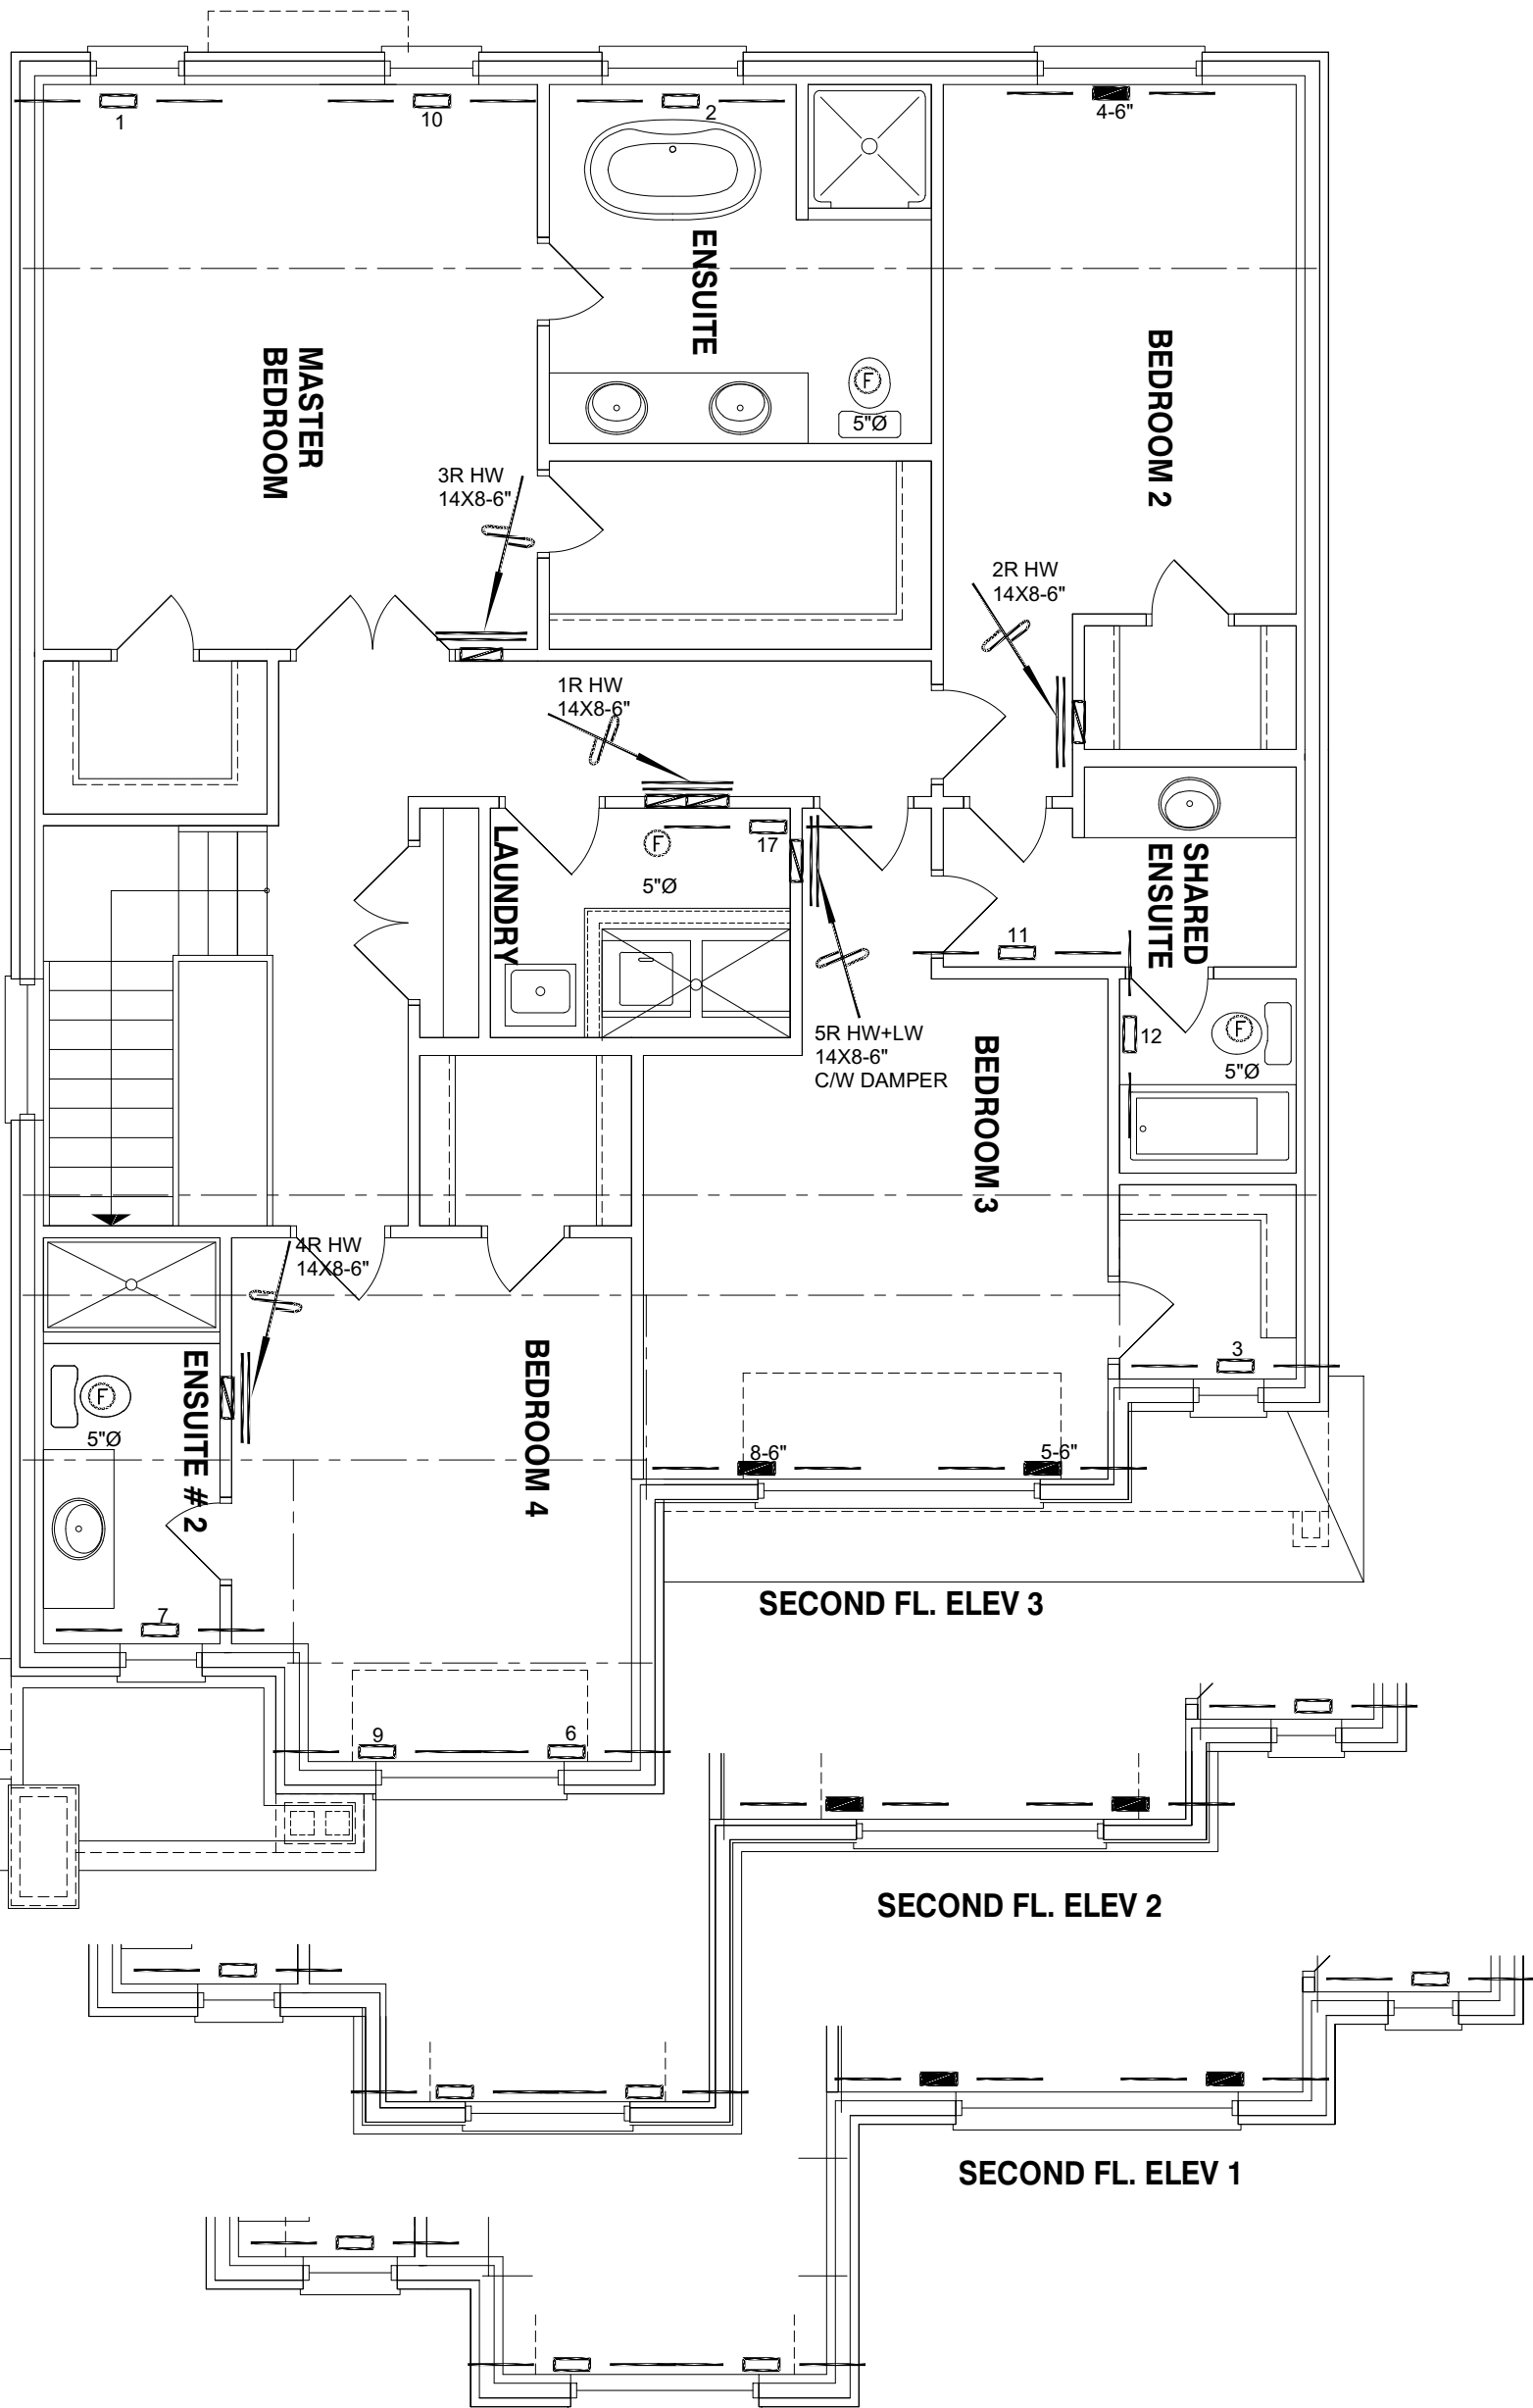 1
10
2
4-6"
ENSUITE
MASTER
BEDROOM
BEDROOM 2
F
5"Ø
3R HW
14X8-6"
2R HW
14X8-6"
1R HW
14X8-6"
LAUNDRY
F
5"Ø
17
SHARED
ENSUITE
11
12
F
5"Ø
5R HW+LW
14X8-6"
C/W DAMPER
BEDROOM 3
4R HW
14X8-6"
ENSUITE # 2
F
5"Ø
BEDROOM 4
3
8-6"
5-6"
SECOND FL. ELEV 3
7
9
6
SECOND FL. ELEV 2
SECOND FL. ELEV 1